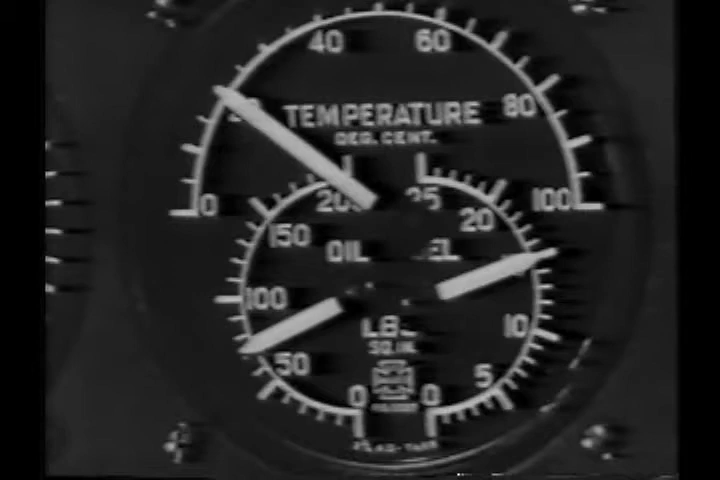 40 60
20 80
TEMPERATURE
DEG. CENT.
0 100
200 25
150 20
OIL
100
LBS
SQ. IN.
10
50 5
0 0